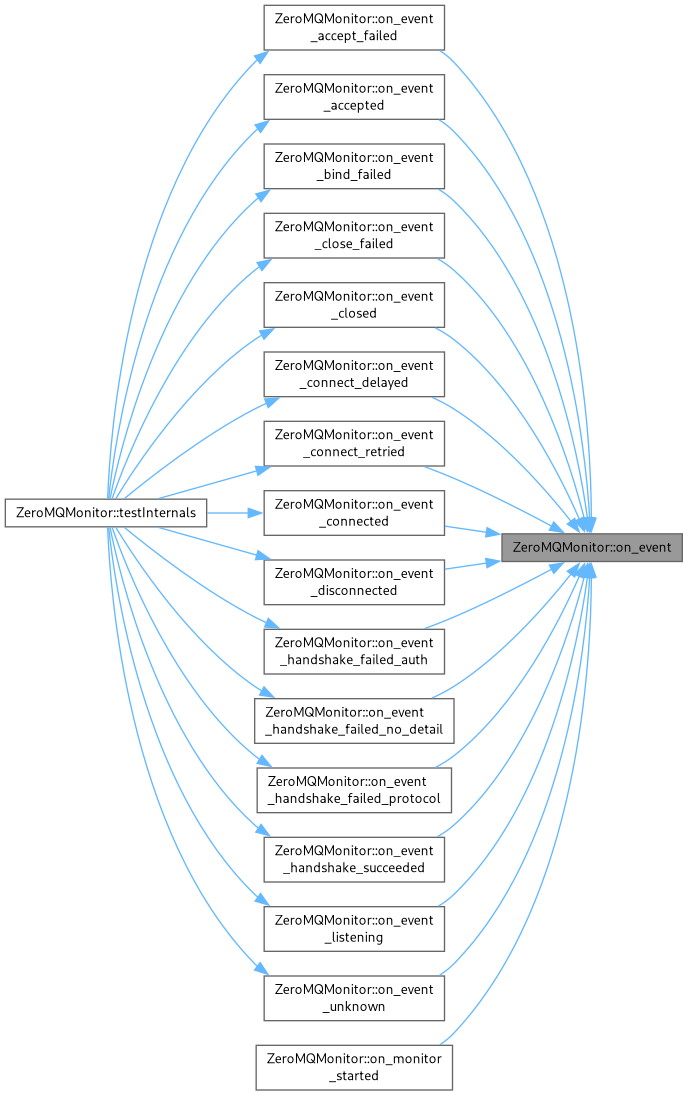 ZeroMQMonitor::on_event
_accept_failed
ZeroMQMonitor::on_event
_accepted
ZeroMQMonitor::on_event
_bind_failed
ZeroMQMonitor::on_event
_close_failed
ZeroMQMonitor::on_event
_closed
ZeroMQMonitor::on_event
_connect_delayed
ZeroMQMonitor::on_event
_connect_retried
ZeroMQMonitor::testInternals
ZeroMQMonitor::on_event
_connected
ZeroMQMonitor::on_event
ZeroMQMonitor::on_event
_disconnected
ZeroMQMonitor::on_event
_handshake_failed_auth
ZeroMQMonitor::on_event
_handshake_failed_no_detail
ZeroMQMonitor::on_event
_handshake_failed_protocol
ZeroMQMonitor::on_event
_handshake_succeeded
ZeroMQMonitor::on_event
_listening
ZeroMQMonitor::on_event
_unknown
ZeroMQMonitor::on_monitor
_started